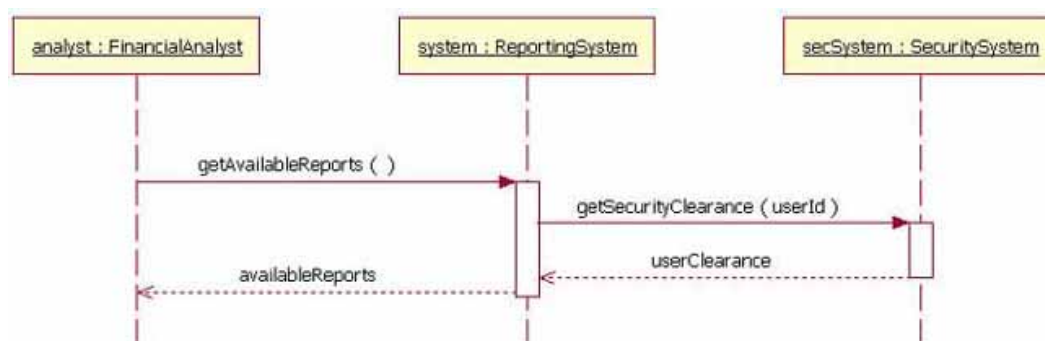 analyst : FinancialAnalyst
system : ReportingSystem
secSystem : SecuritySystem
getAvailableReports ( )
getSecurityClearance ( userId )
userClearance
availableReports